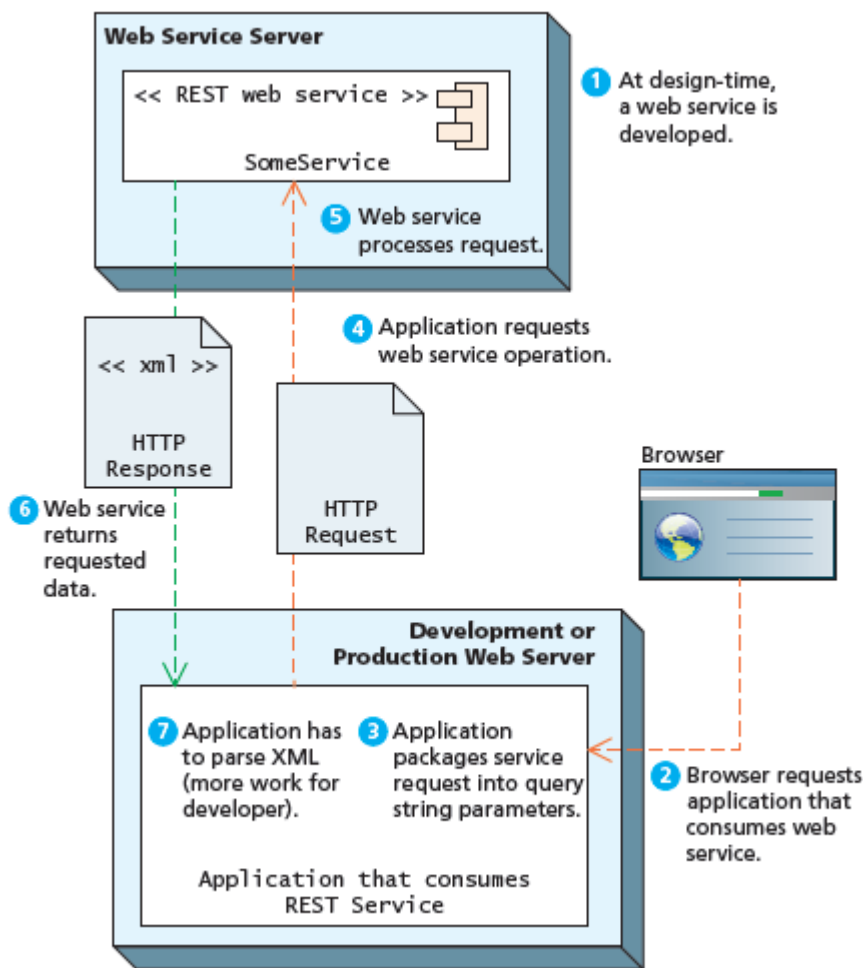 Web Service Server
<< REST web service >>
SomeService
1 At design-time,
a web service is
developed.
5 Web service
processes request.
4 Application requests
web service operation.
<< xml >>
HTTP
Response
HTTP
Request
Browser
6 Web service
returns
requested
data.
Development or
Production Web Server
7 Application has
to parse XML
(more work for
developer).
3 Application
packages service
request into query
string parameters.
2 Browser requests
application that
consumes web
service.
Application that consumes
REST Service